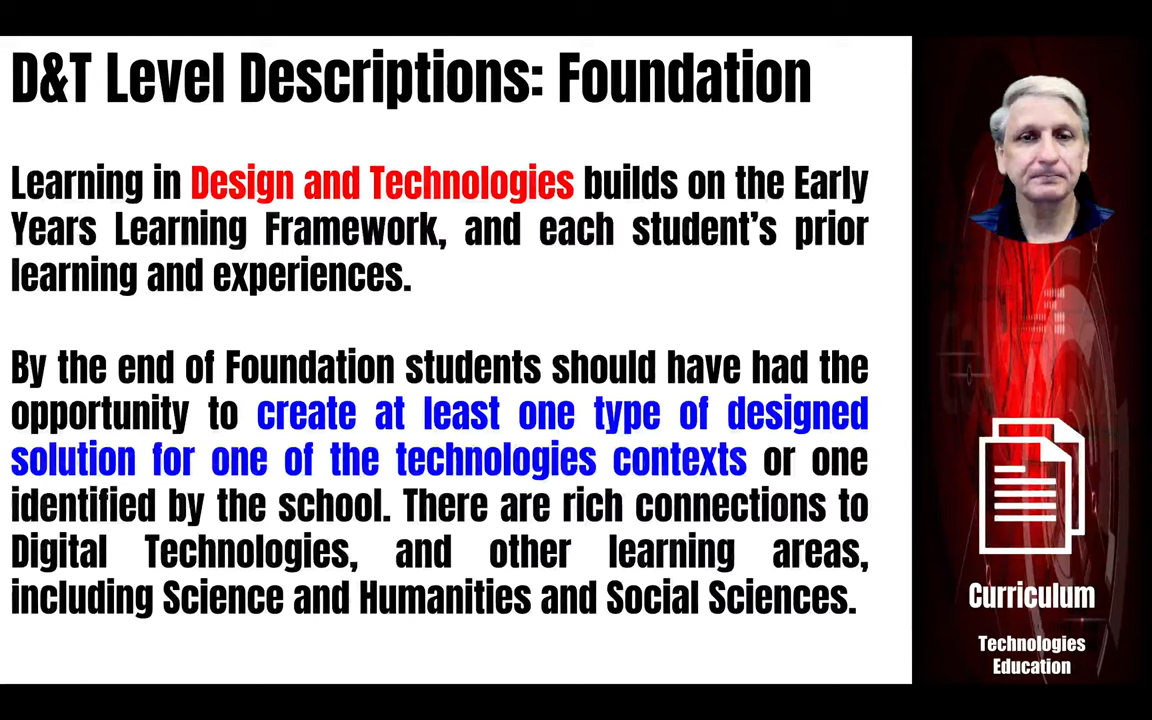 D&T Level Descriptions: Foundation
Learning in Design and Technologies builds on the Early
Years Learning Framework, and each student’s prior
learning and experiences.
By the end of Foundation students should have had the
opportunity to create at least one type of designed
solution for one of the technologies contexts or one
identified by the school. There are rich connections to
Digital Technologies, and other learning areas,
including Science and Humanities and Social Sciences.
Curriculum
Technologies
Education